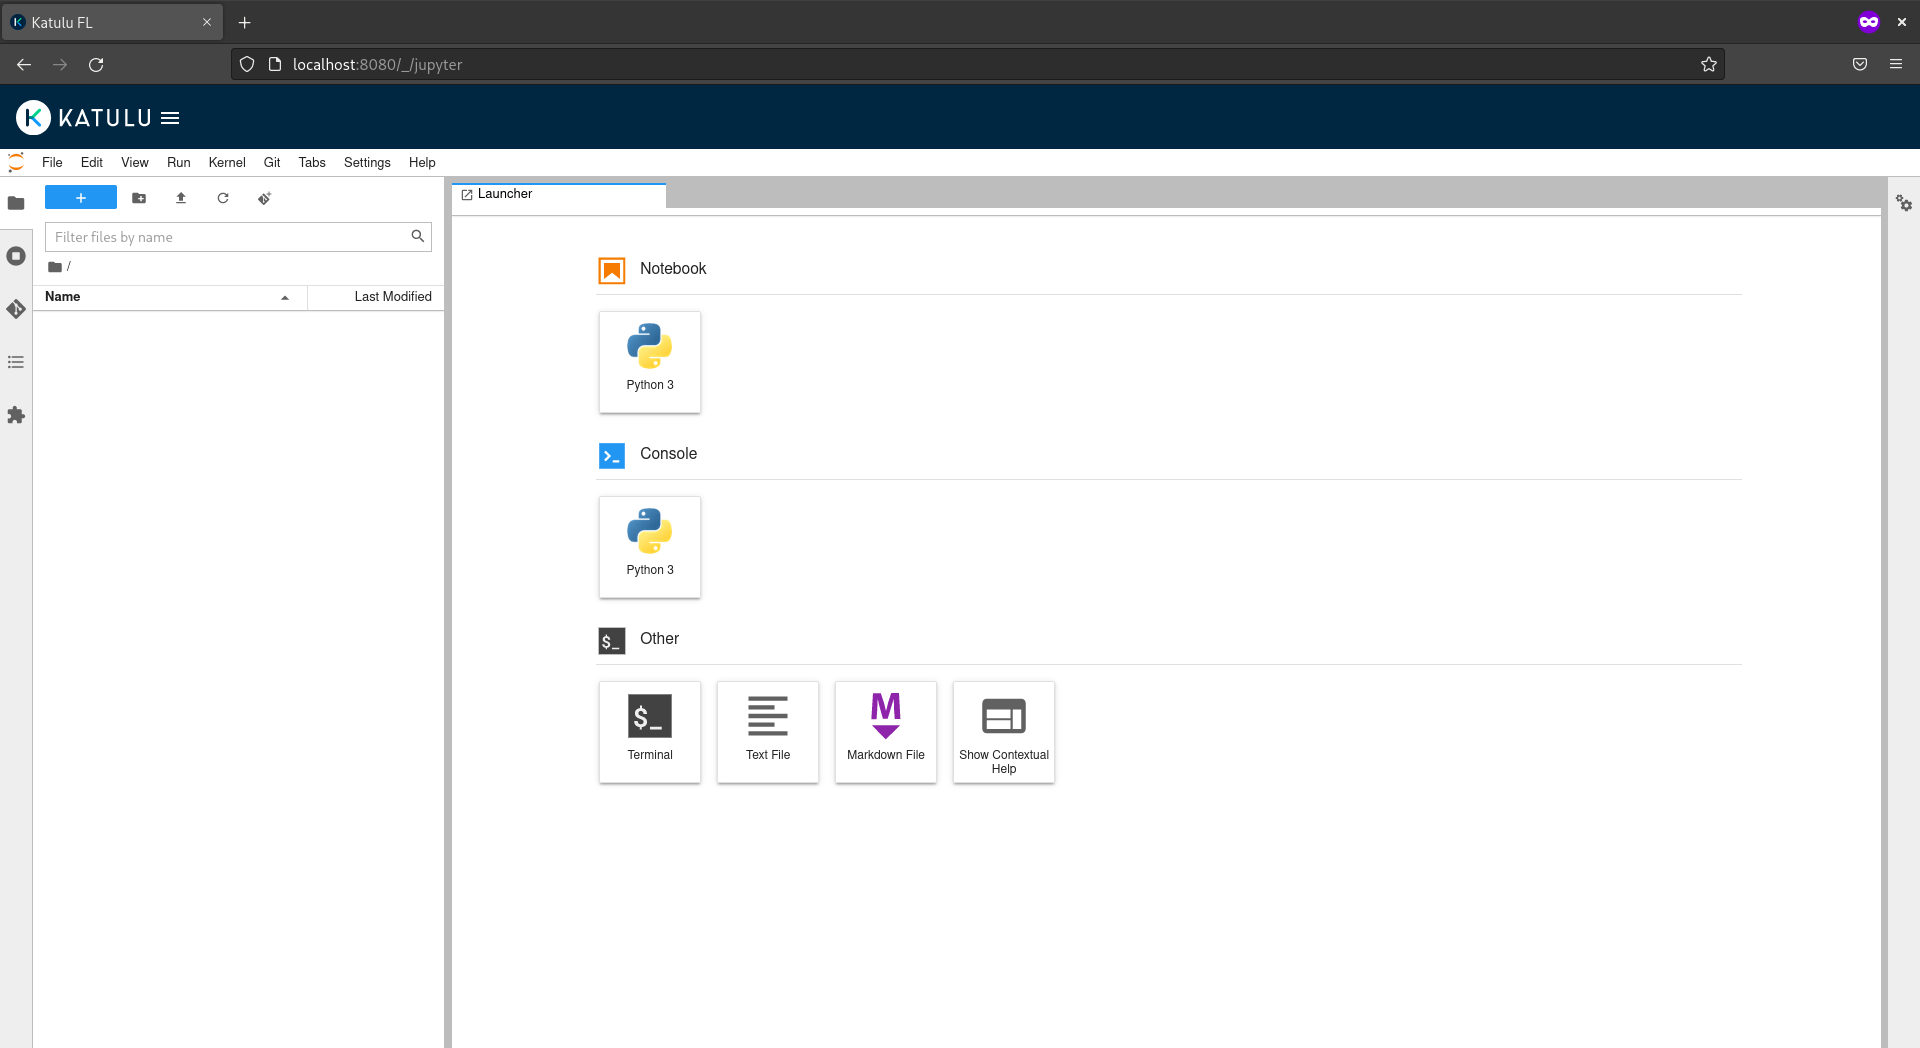 Katulu FL
localhost:8080/_/jupyter
KATULU
File Edit View Run Kernel Git Tabs Settings Help
Filter files by name
/
Name Last Modified
Launcher
Notebook
Python 3
Console
Python 3
$_ Other
$_
Terminal
Text File
M
Markdown File
Show Contextual
Help